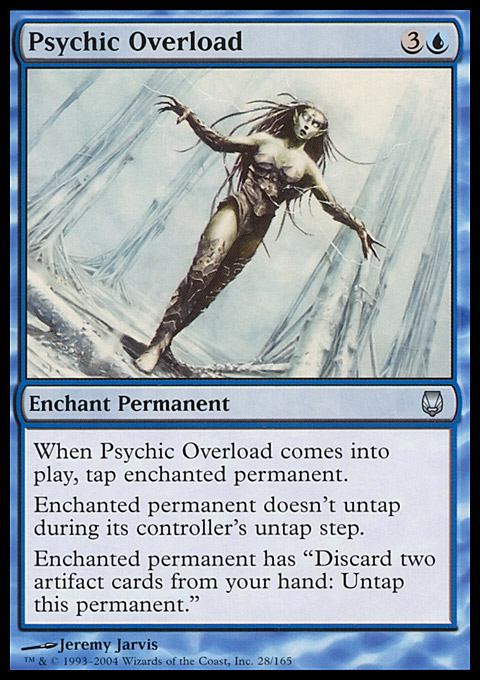 Psychic Overload 3
Enchant Permanent
When Psychic Overload comes into
play, tap enchanted permanent.
Enchanted permanent doesn't untap
during its controller's untap step.
Enchanted permanent has “Discard two
artifact cards from your hand: Untap
this permanent.”
Jeremy Jarvis
™ & © 1993–2004 Wizards of the Coast, Inc. 28/165